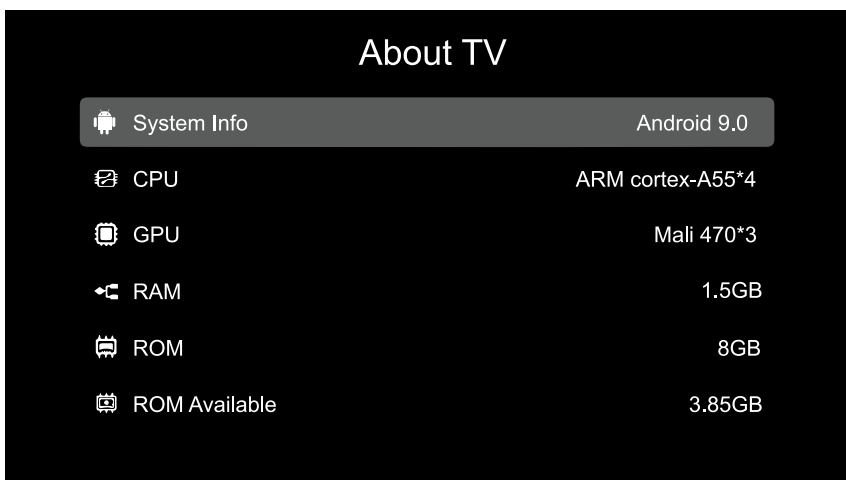 About TV
System Info Android 9.0
CPU ARM cortex-A55*4
GPU Mali 470*3
RAM 1.5GB
ROM 8GB
ROM Available 3.85GB